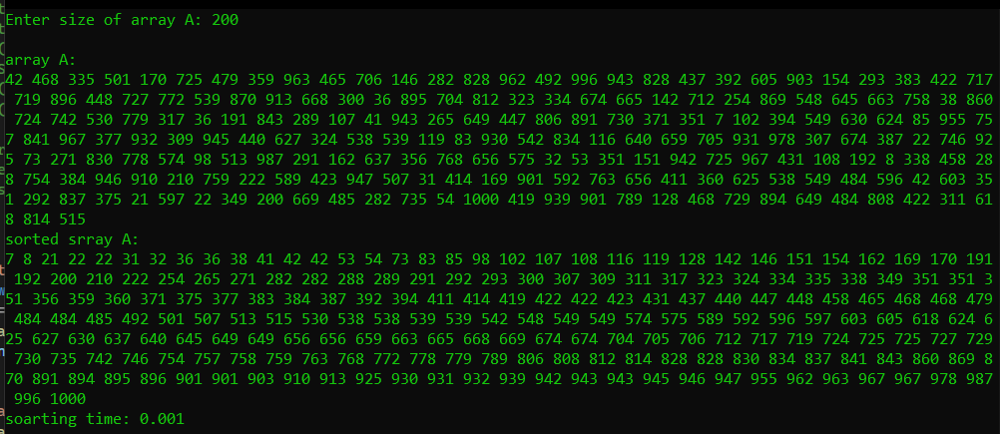 Enter size of array A: 200
array A:
42 468 335 501 170 725 479 359 963 465 706 146 282 828 962 492 996 943 828 437 392 605 903 154 293 383 422 717
719 896 448 727 772 539 870 913 668 300 36 895 704 812 323 334 674 665 142 712 254 869 548 645 663 758 38 860
724 742 530 779 317 36 191 843 289 107 41 943 265 649 447 806 891 730 371 351 7 102 394 549 630 624 85 955 75
7 841 967 377 932 309 945 440 627 324 538 539 119 83 930 542 834 116 640 659 705 931 978 307 674 387 22 746 92
5 73 271 830 778 574 98 513 987 291 162 637 356 768 656 575 32 53 351 151 942 725 967 431 108 192 8 338 458 28
8 754 384 946 910 210 759 222 589 423 947 507 31 414 169 901 592 763 656 411 360 625 538 549 484 596 42 603 35
1 292 837 375 21 597 22 349 200 669 485 282 735 54 1000 419 939 901 789 128 468 729 894 649 484 808 422 311 61
8 814 515
sorted srray A:
7 8 21 22 22 31 32 36 36 38 41 42 42 53 54 73 83 85 98 102 107 108 116 119 128 142 146 151 154 162 169 170 191
192 200 210 222 254 265 271 282 282 288 289 291 292 293 300 307 309 311 317 323 324 334 335 338 349 351 351 3
51 356 359 360 371 375 377 383 384 387 392 394 411 414 419 422 422 423 431 437 440 447 448 458 465 468 468 479
484 484 485 492 501 507 513 515 530 538 538 539 539 542 548 549 549 574 575 589 592 596 597 603 605 618 624 6
25 627 630 637 640 645 649 649 656 656 659 663 665 668 669 674 674 704 705 706 712 717 719 724 725 725 727 729
730 735 742 746 754 757 758 759 763 768 772 778 779 789 806 808 812 814 828 828 830 834 837 841 843 860 869 8
70 891 894 895 896 901 901 903 910 913 925 930 931 932 939 942 943 943 945 946 947 955 962 963 967 967 978 987
996 1000
soarting time: 0.001